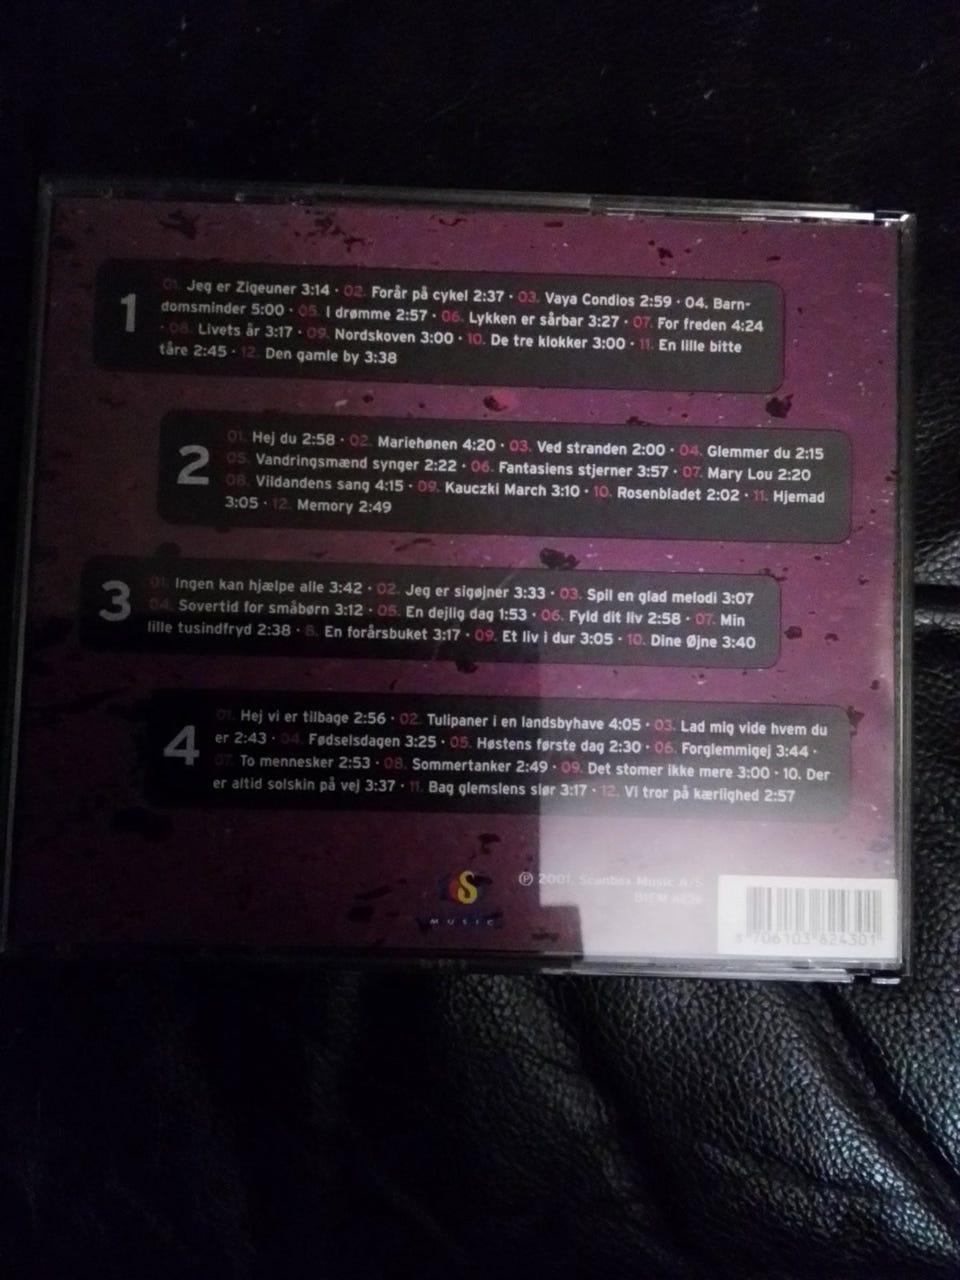 1
01. Jeg er Zigeuner 3:14 · 02. Forår på cykel 2:37 · 03. Vaya Condios 2:59 · 04. Barn-
domsminder 5:00 · 05. I drømme 2:57 · 06. Lykken er sårbar 3:27 · 07. For freden 4:24
· 08. Livets år 3:17 · 09. Nordskoven 3:00 · 10. De tre klokker 3:00 · 11. En lille bitte
tåre 2:45 · 12. Den gamle by 3:38
2
01. Hej du 2:58 · 02. Mariehønen 4:20 · 03. Ved stranden 2:00 · 04. Glemmer du 2:15
05. Vandringsmænd synger 2:22 · 06. Fantasiens stjerner 3:57 · 07. Mary Lou 2:20
08. Vildandens sang 4:15 · 09. Kauczki March 3:10 · 10. Rosenbladet 2:02 · 11. Hjemad
3:05 · 12. Memory 2:49
3
01. Ingen kan hjælpe alle 3:42 · 02. Jeg er sigøjner 3:33 · 03. Spil en glad melodi 3:07
04. Sovertid for småbørn 3:12 · 05. En dejlig dag 1:53 · 06. Fyld dit liv 2:58 · 07. Min
lille tusindfryd 2:38 · 8. En forårsbuket 3:17 · 09. Et liv i dur 3:05 · 10. Dine Øjne 3:40
4
01. Hej vi er tilbage 2:56 · 02. Tulipaner i en landsbyhave 4:05 · 03. Lad mig vide hvem du
er 2:43 · 04. Fødselsdagen 3:25 · 05. Høstens første dag 2:30 · 06. Forglemmigej 3:44 ·
07. To mennesker 2:53 · 08. Sommertanker 2:49 · 09. Det stomer ikke mere 3:00 · 10. Der
er altid solskin på vej 3:37 · 11. Bag glemslens slør 3:17 · 12. Vi tror på kærlighed 2:57
S
MUSIC
℗ 2001, Scanbox Music A/S
BIEM
5 706103 624301